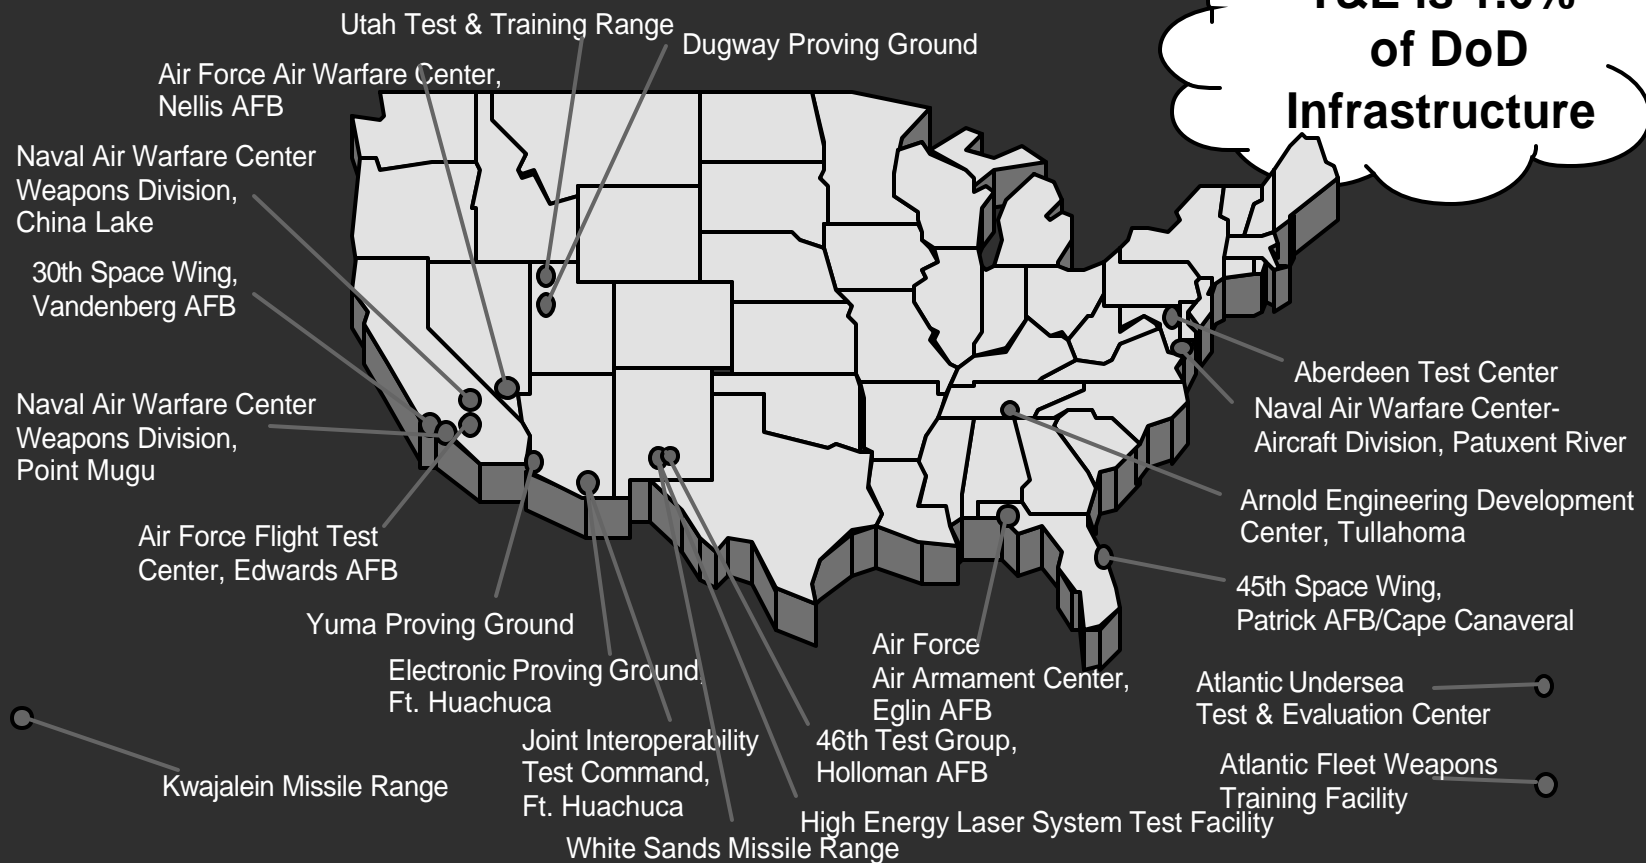 of DoD
Infrastructure
Utah Test & Training Range
Dugway Proving Ground
Air Force Air Warfare Center,
Nellis AFB
Naval Air Warfare Center
Weapons Division,
China Lake
30th Space Wing,
Vandenberg AFB
Naval Air Warfare Center
Weapons Division,
Point Mugu
Air Force Flight Test
Center, Edwards AFB
Yuma Proving Ground
Electronic Proving Ground,
Ft. Huachuca
Joint Interoperability
Test Command,
Ft. Huachuca
White Sands Missile Range
High Energy Laser System Test Facility
46th Test Group,
Holloman AFB
Air Force
Air Armament Center,
Eglin AFB
Aberdeen Test Center
Naval Air Warfare Center-
Aircraft Division, Patuxent River
Arnold Engineering Development
Center, Tullahoma
45th Space Wing,
Patrick AFB/Cape Canaveral
Atlantic Undersea
Test & Evaluation Center
Atlantic Fleet Weapons
Training Facility
Kwajalein Missile Range